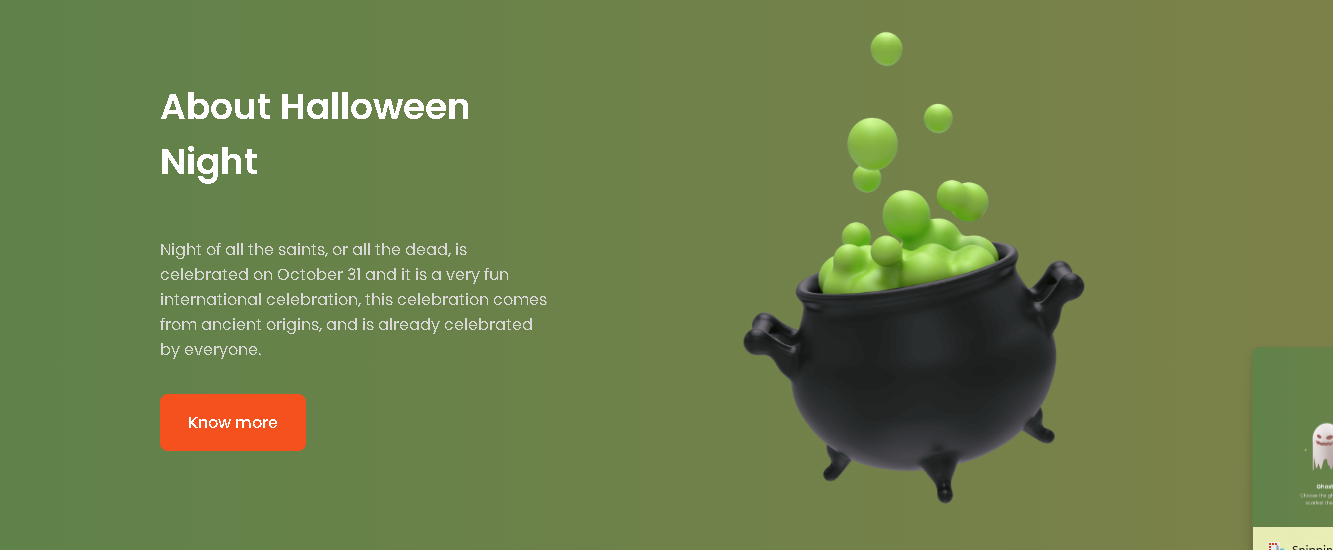 About Halloween
Night
Night of all the saints, or all the dead, is
celebrated on October 31 and it is a very fun
international celebration, this celebration comes
from ancient origins, and is already celebrated
by everyone.
Know more